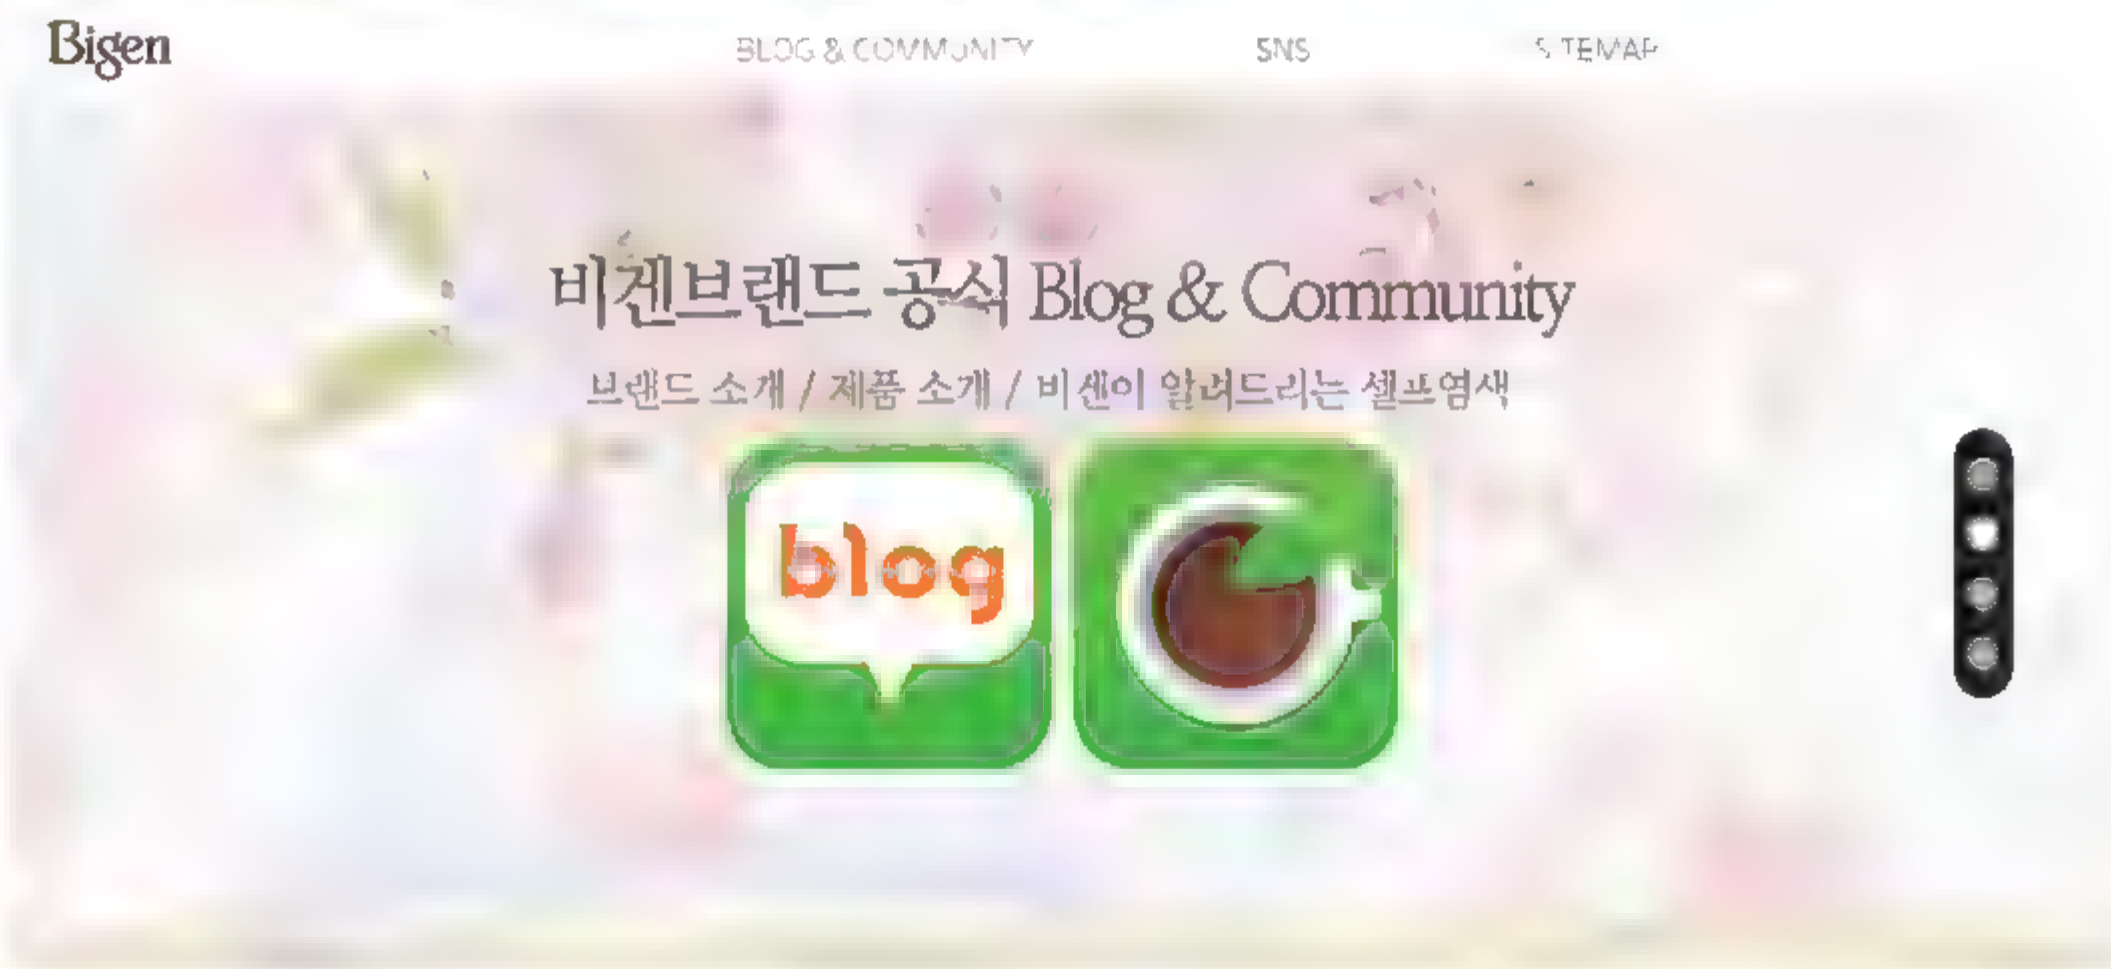 Bigen
BLOG & COMMUNITY SNS SITEMAP
비겐브랜드 공식 Blog & Community
브랜드 소개 / 제품 소개 / 비겐이 알려드리는 셀프염색
blog